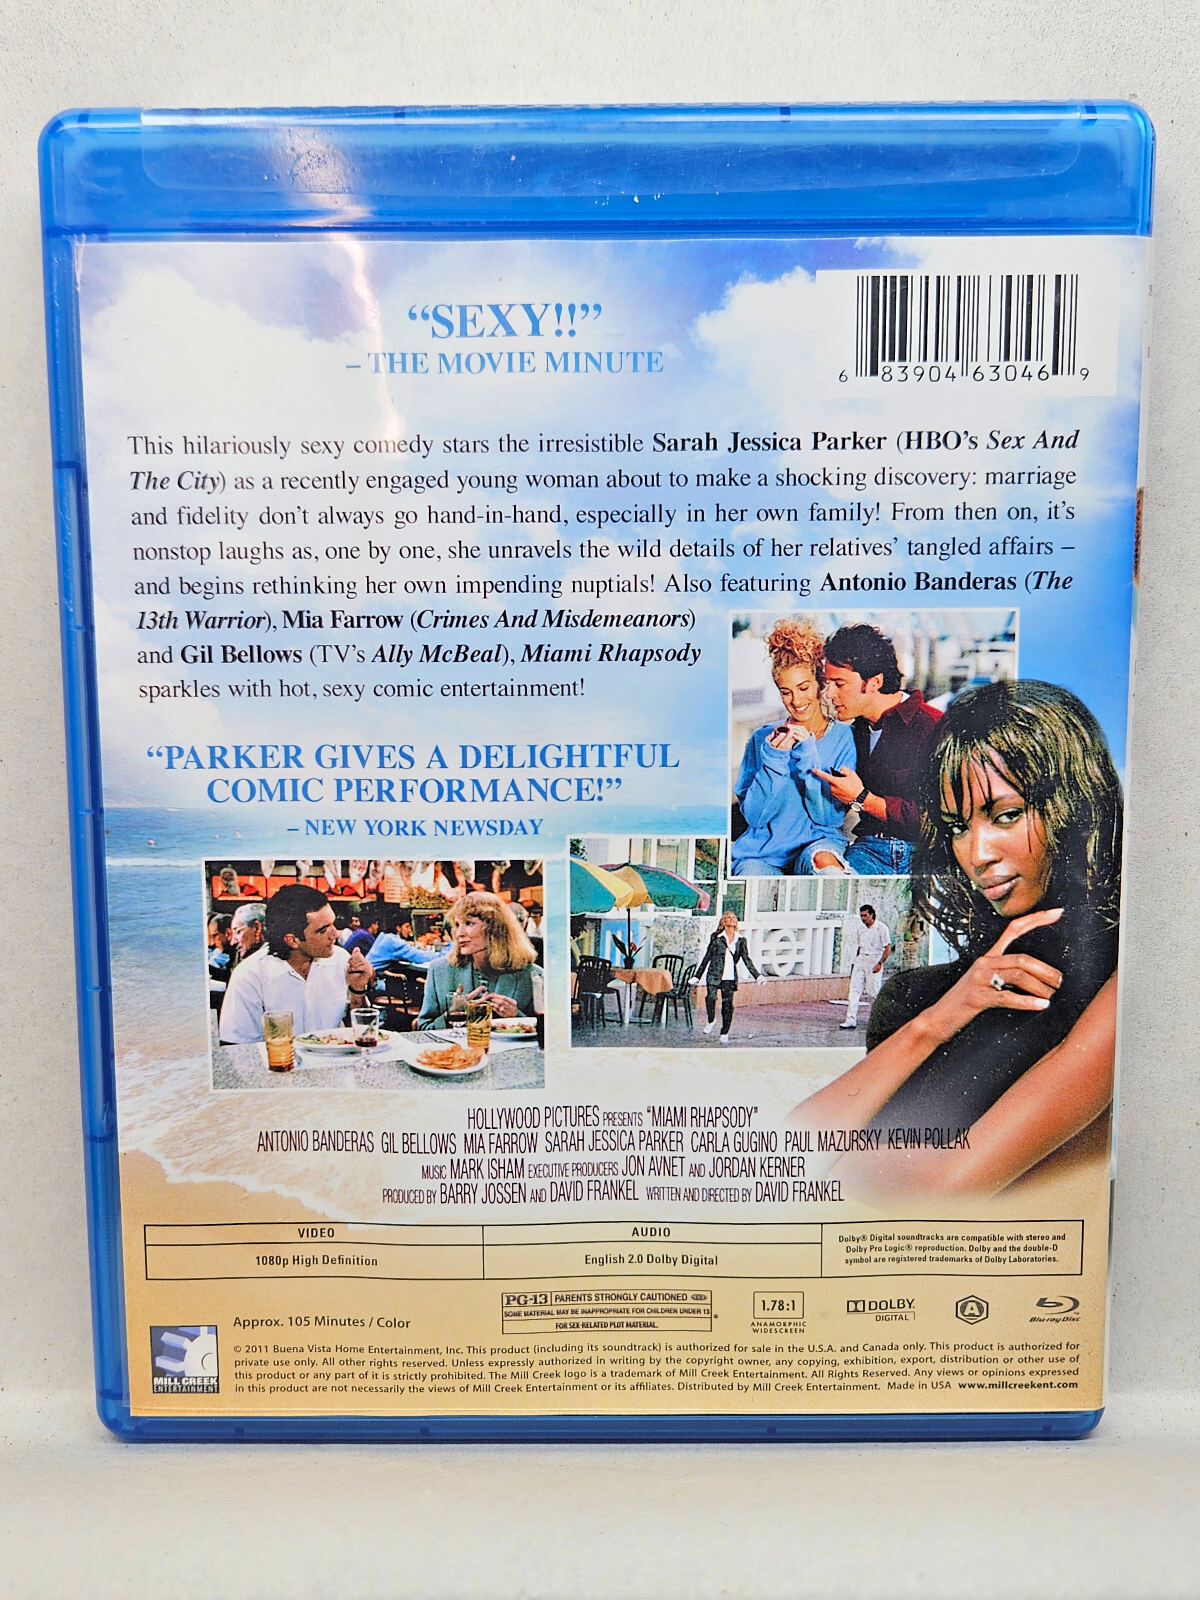 “SEXY!!”
– THE MOVIE MINUTE
6 83904 63046 9
This hilariously sexy comedy stars the irresistible Sarah Jessica Parker (HBO’s Sex And
The City) as a recently engaged young woman about to make a shocking discovery: marriage
and fidelity don’t always go hand-in-hand, especially in her own family! From then on, it’s
nonstop laughs as, one by one, she unravels the wild details of her relatives’ tangled affairs –
and begins rethinking her own impending nuptials! Also featuring Antonio Banderas (The
13th Warrior), Mia Farrow (Crimes And Misdemeanors)
and Gil Bellows (TV’s Ally McBeal), Miami Rhapsody
sparkles with hot, sexy comic entertainment!
“PARKER GIVES A DELIGHTFUL
COMIC PERFORMANCE!”
– NEW YORK NEWSDAY
HOLLYWOOD PICTURES PRESENTS “MIAMI RHAPSODY”
ANTONIO BANDERAS GIL BELLOWS MIA FARROW SARAH JESSICA PARKER CARLA GUGINO PAUL MAZURSKY KEVIN POLLAK
MUSIC MARK ISHAM EXECUTIVE PRODUCERS JON AVNET AND JORDAN KERNER
PRODUCED BY BARRY JOSSEN AND DAVID FRANKEL WRITTEN AND DIRECTED BY DAVID FRANKEL
VIDEO
1080p High Definition
AUDIO
English 2.0 Dolby Digital
Dolby® Digital soundtracks are compatible with stereo and
Dolby Pro Logic® reproduction. Dolby and the double-D
symbol are registered trademarks of Dolby Laboratories.
Approx. 105 Minutes / Color
PG-13 PARENTS STRONGLY CAUTIONED
SOME MATERIAL MAY BE INAPPROPRIATE FOR CHILDREN UNDER 13
FOR SEX-RELATED PLOT MATERIAL.
1.78:1
ANAMORPHIC
WIDESCREEN
DOLBY
DIGITAL
A
Blu-ray Disc
MILL CREEK
ENTERTAINMENT
© 2011 Buena Vista Home Entertainment, Inc. This product (including its soundtrack) is authorized for sale in the U.S.A. and Canada only. This product is authorized for
private use only. All other rights reserved. Unless expressly authorized in writing by the copyright owner, any copying, exhibition, export, distribution or other use of
this product or any part of it is strictly prohibited. The Mill Creek logo is a trademark of Mill Creek Entertainment. All Rights Reserved. Any views or opinions expressed
in this product are not necessarily the views of Mill Creek Entertainment or its affiliates. Distributed by Mill Creek Entertainment. Made in USA www.millcreekent.com